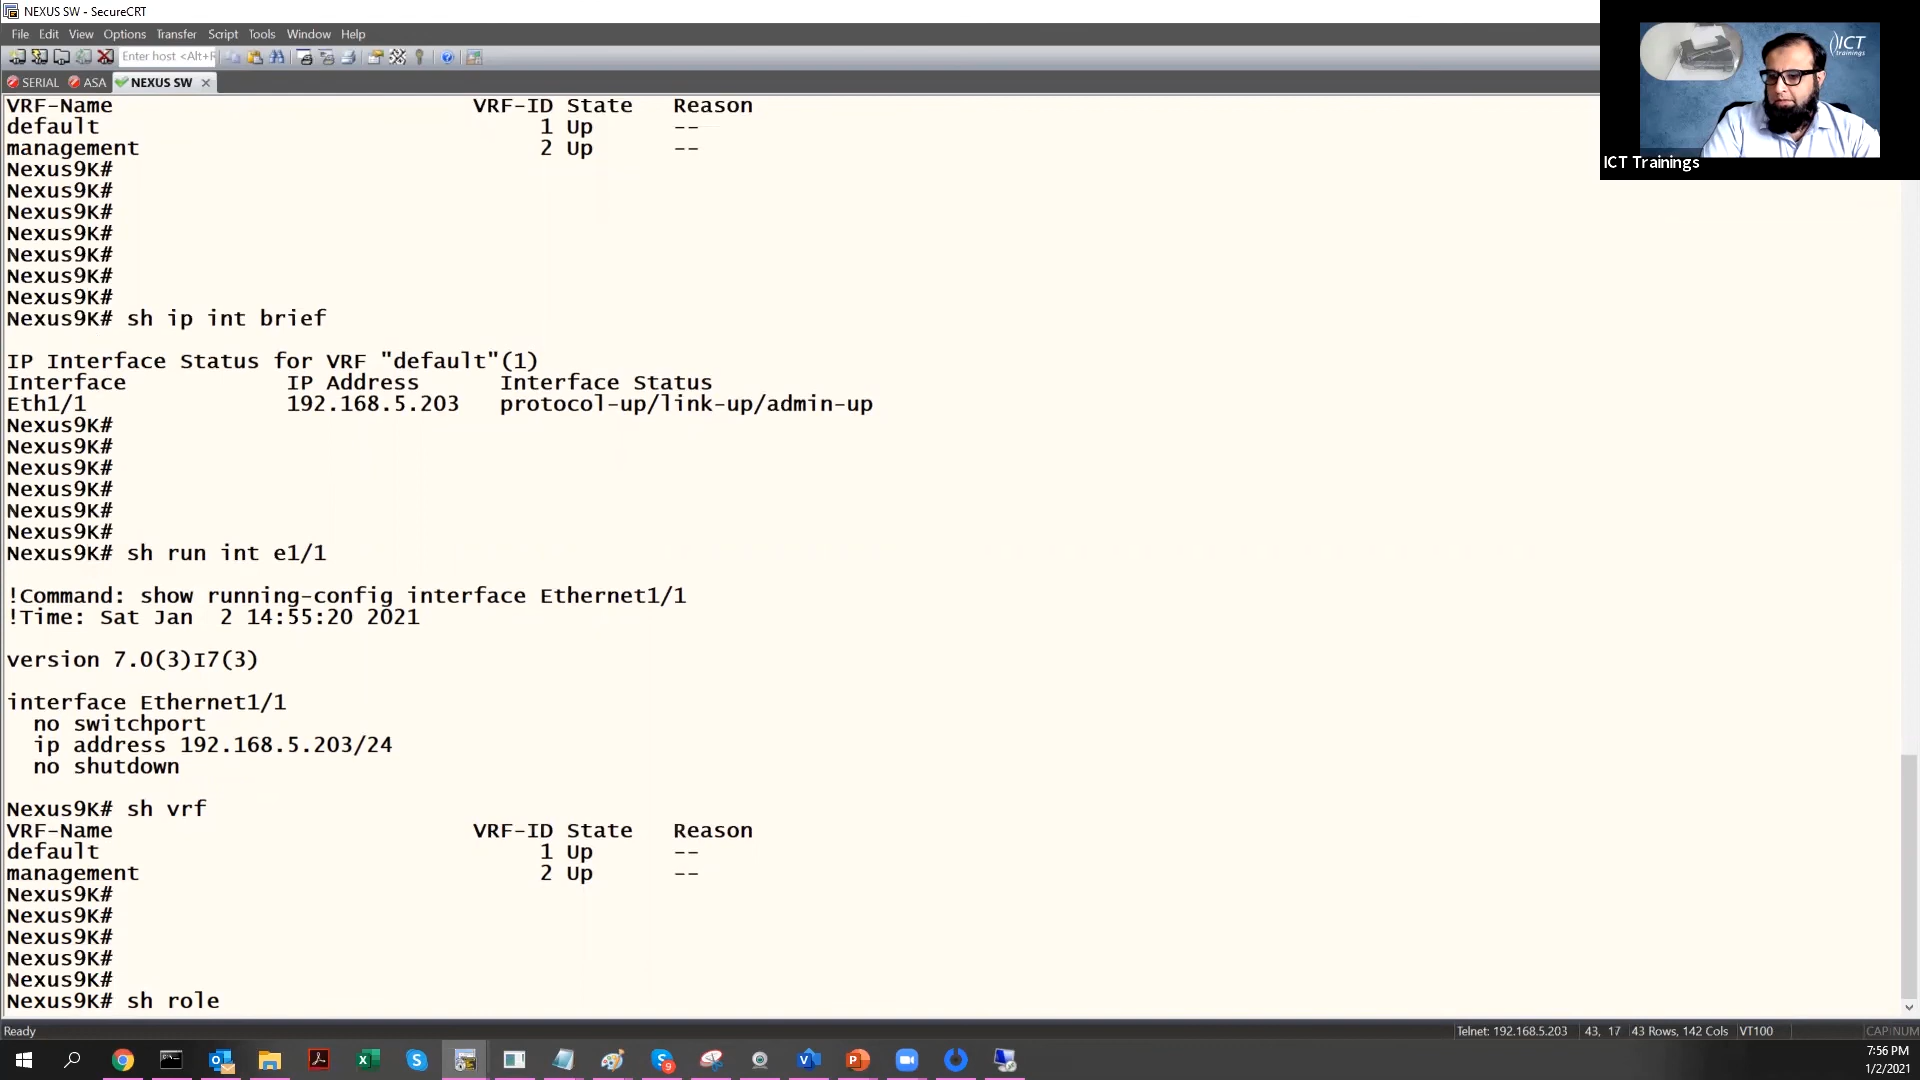 NEXUS SW - SecureCRT
File Edit View Options Transfer Script Tools Window Help
Enter host <Alt+R
SERIAL ASA NEXUS SW
VRF-Name VRF-ID State Reason
default 1 Up --
management 2 Up --
Nexus9K#
Nexus9K#
Nexus9K#
Nexus9K#
Nexus9K#
Nexus9K#
Nexus9K#
Nexus9K# sh ip int brief
IP Interface Status for VRF "default"(1)
Interface IP Address Interface Status
Eth1/1 192.168.5.203 protocol-up/link-up/admin-up
Nexus9K#
Nexus9K#
Nexus9K#
Nexus9K#
Nexus9K#
Nexus9K#
Nexus9K# sh run int e1/1
!Command: show running-config interface Ethernet1/1
!Time: Sat Jan 2 14:55:20 2021
version 7.0(3)I7(3)
interface Ethernet1/1
no switchport
ip address 192.168.5.203/24
no shutdown
Nexus9K# sh vrf
VRF-Name VRF-ID State Reason
default 1 Up --
management 2 Up --
Nexus9K#
Nexus9K#
Nexus9K#
Nexus9K#
Nexus9K#
Nexus9K# sh role
ICT
trainings
ICT Trainings
Ready Telnet: 192.168.5.203 43, 17 43 Rows, 142 Cols VT100 CAP NUM
7:56 PM
1/2/2021